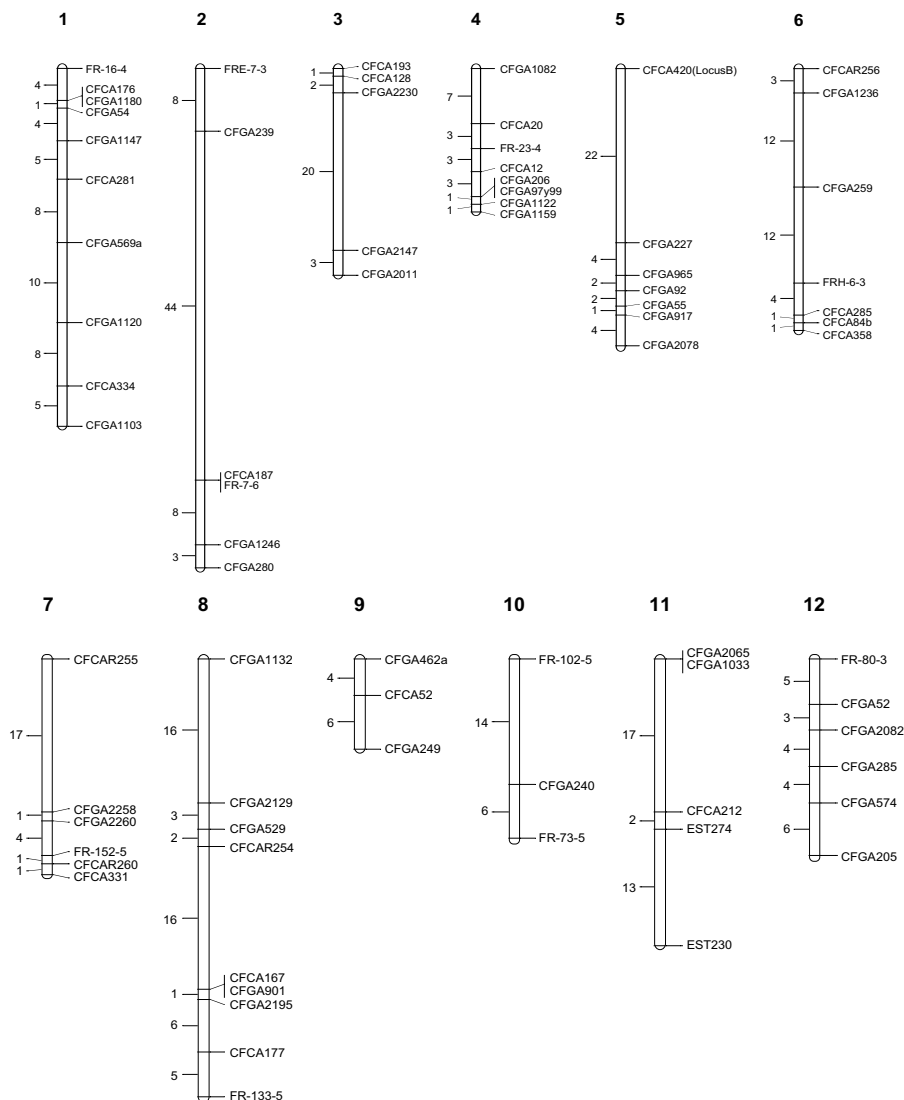 1
FR-16-4
4
CFCA176
CFGA1180
1
CFGA54
4
CFGA1147
5
CFCA281
8
CFGA569a
10
CFGA1120
8
CFCA334
5
CFGA1103
2
FRE-7-3
8
CFGA239
44
CFCA187
FR-7-6
8
CFGA1246
3
CFGA280
3
CFCA193
1
CFCA128
2
CFGA2230
20
CFGA2147
3
CFGA2011
4
CFGA1082
7
CFCA20
3
FR-23-4
3
CFCA12
3
CFGA206
CFGA97y99
1
CFGA1122
1
CFGA1159
5
CFCA420(LocusB)
22
CFGA227
4
CFGA965
2
CFGA92
2
CFGA55
1
CFGA917
4
CFGA2078
6
CFCAR256
3
CFGA1236
12
CFGA259
12
FRH-6-3
4
CFCA285
1
CFCA84b
1
CFCA358
7
CFCAR255
17
CFGA2258
1
CFGA2260
4
FR-152-5
1
CFCAR260
1
CFCA331
8
CFGA1132
16
CFGA2129
3
CFGA529
2
CFCAR254
16
CFCA167
CFGA901
1
CFGA2195
6
CFCA177
5
FR-133-5
9
CFGA462a
4
CFCA52
6
CFGA249
10
FR-102-5
14
CFGA240
6
FR-73-5
11
CFGA2065
CFGA1033
17
CFCA212
2
EST274
13
EST230
12
FR-80-3
5
CFGA52
3
CFGA2082
4
CFGA285
4
CFGA574
6
CFGA205